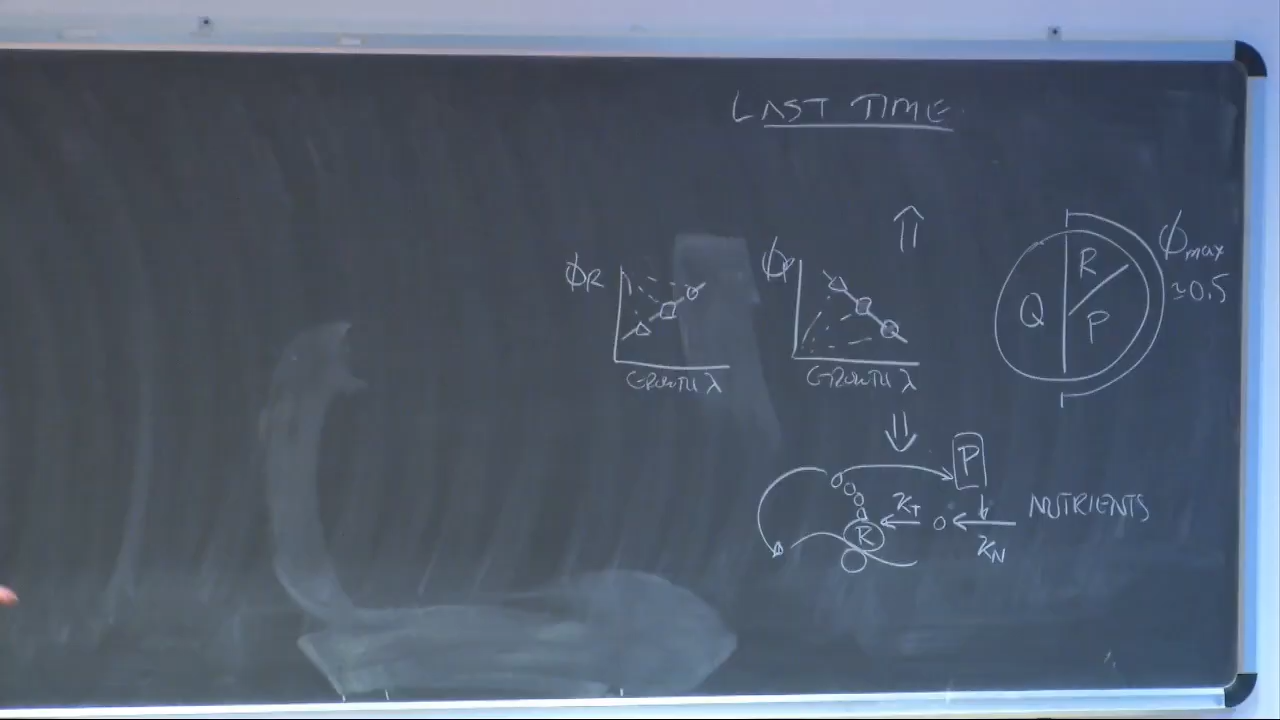 LAST TIME
ϕR
GROWTH λ
ϕP
GROWTH λ
Q
R
P
ϕmax
≃0.5
P
κT
R
κN
NUTRIENTS